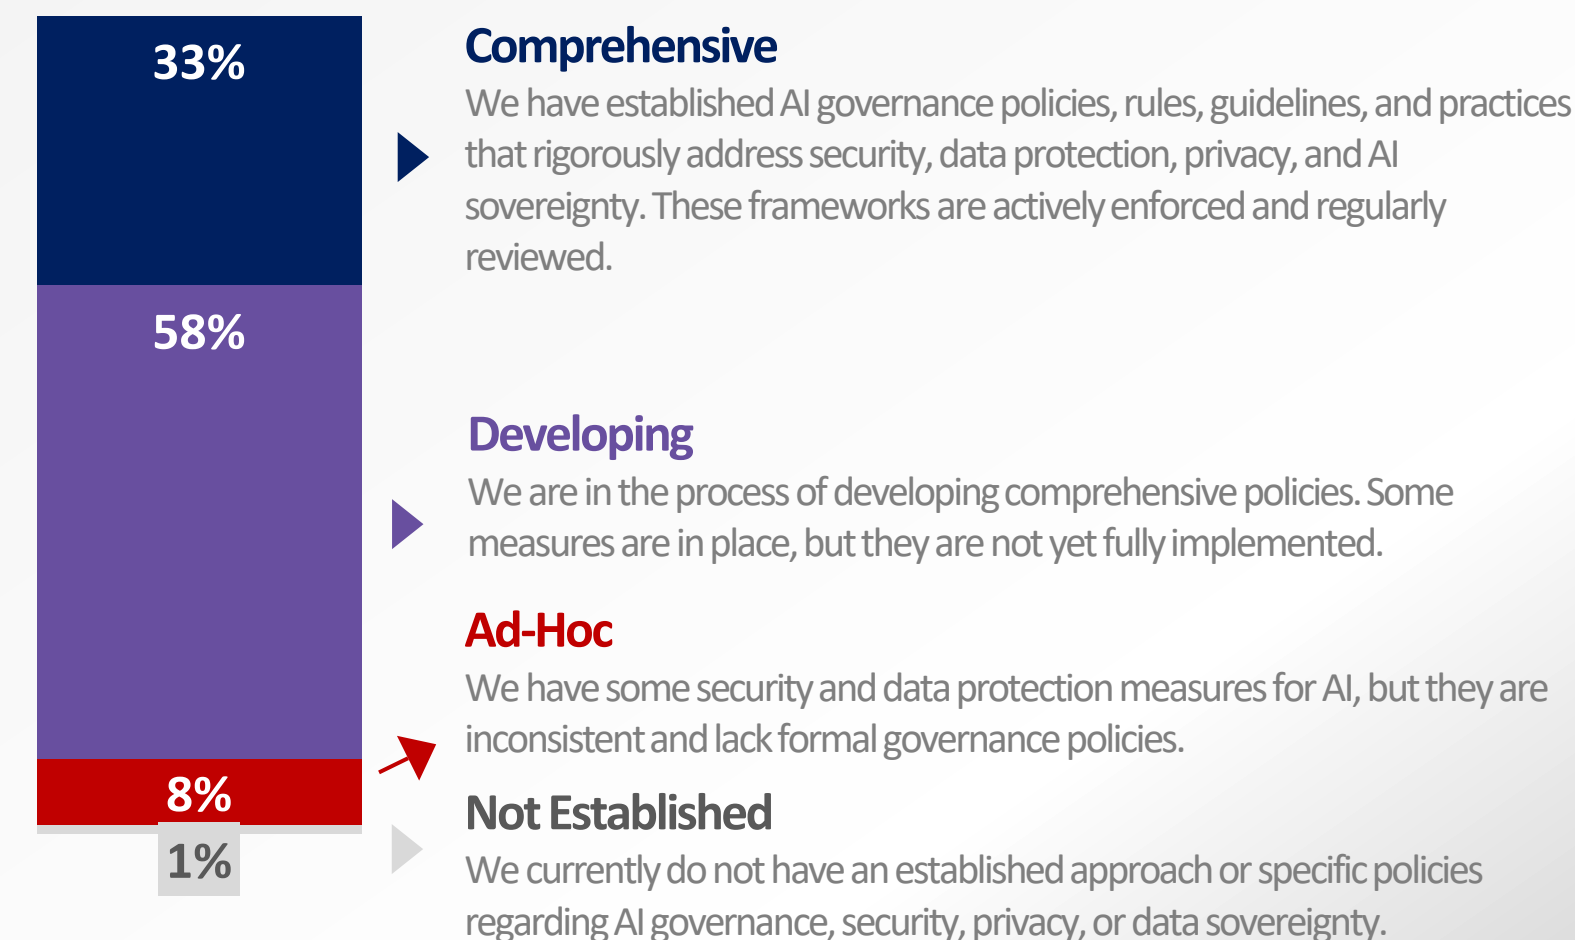 33%
Comprehensive
We have established AI governance policies, rules, guidelines, and practices
that rigorously address security, data protection, privacy, and AI
sovereignty. These frameworks are actively enforced and regularly
reviewed.
58%
Developing
We are in the process of developing comprehensive policies. Some
measures are in place, but they are not yet fully implemented.
Ad-Hoc
We have some security and data protection measures for AI, but they are
inconsistent and lack formal governance policies.
8%
Not Established
1%
We currently do not have an established approach or specific policies
regarding AI governance, security, privacy, or data sovereignty.